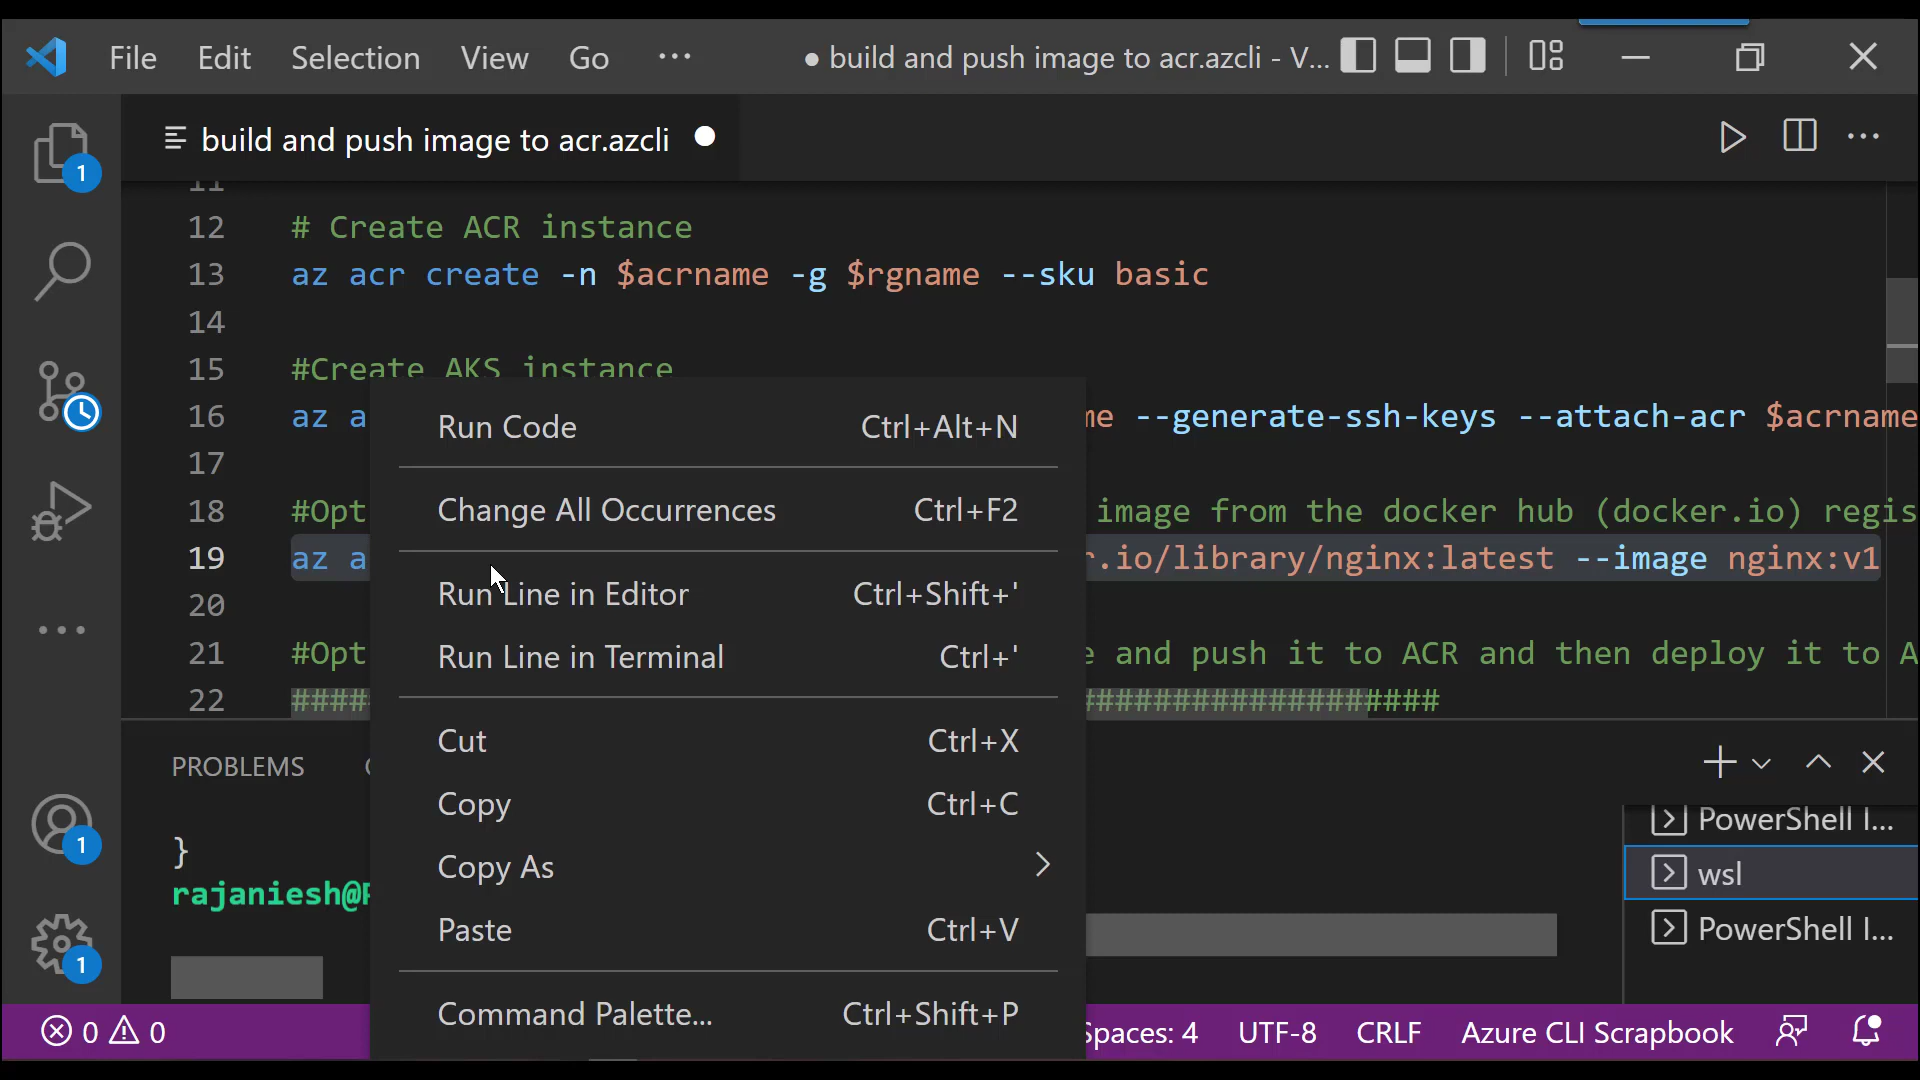 File Edit Selection View Go ··· ● build and push image to acr.azcli - V...
build and push image to acr.azcli ●
11
12 # Create ACR instance
13 az acr create -n $acrname -g $rgname --sku basic
14
15 #Create AKS instance
16 az a me --generate-ssh-keys --attach-acr $acrname
17
18 #Opt image from the docker hub (docker.io) regis
19 az a r.io/library/nginx:latest --image nginx:v1
20
21 #Opt e and push it to ACR and then deploy it to A
22 #### ####################
Run Code Ctrl+Alt+N
Change All Occurrences Ctrl+F2
Run Line in Editor Ctrl+Shift+'
Run Line in Terminal Ctrl+'
Cut Ctrl+X
Copy Ctrl+C
Copy As
Paste Ctrl+V
Command Palette... Ctrl+Shift+P
PROBLEMS
}
rajaniesh@
PowerShell I...
wsl
PowerShell I...
1
1
1
0 0 Spaces: 4 UTF-8 CRLF Azure CLI Scrapbook